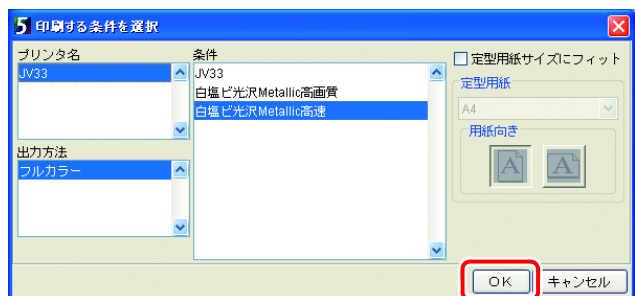 5 印刷する条件を選択
プリンタ名
JV33
出力方法
フルカラー
条件
JV33
白塩ビ光沢Metallic高画質
白塩ビ光沢Metallic高速
定型用紙サイズにフィット
定型用紙
A4
用紙向き
A A
OK キャンセル